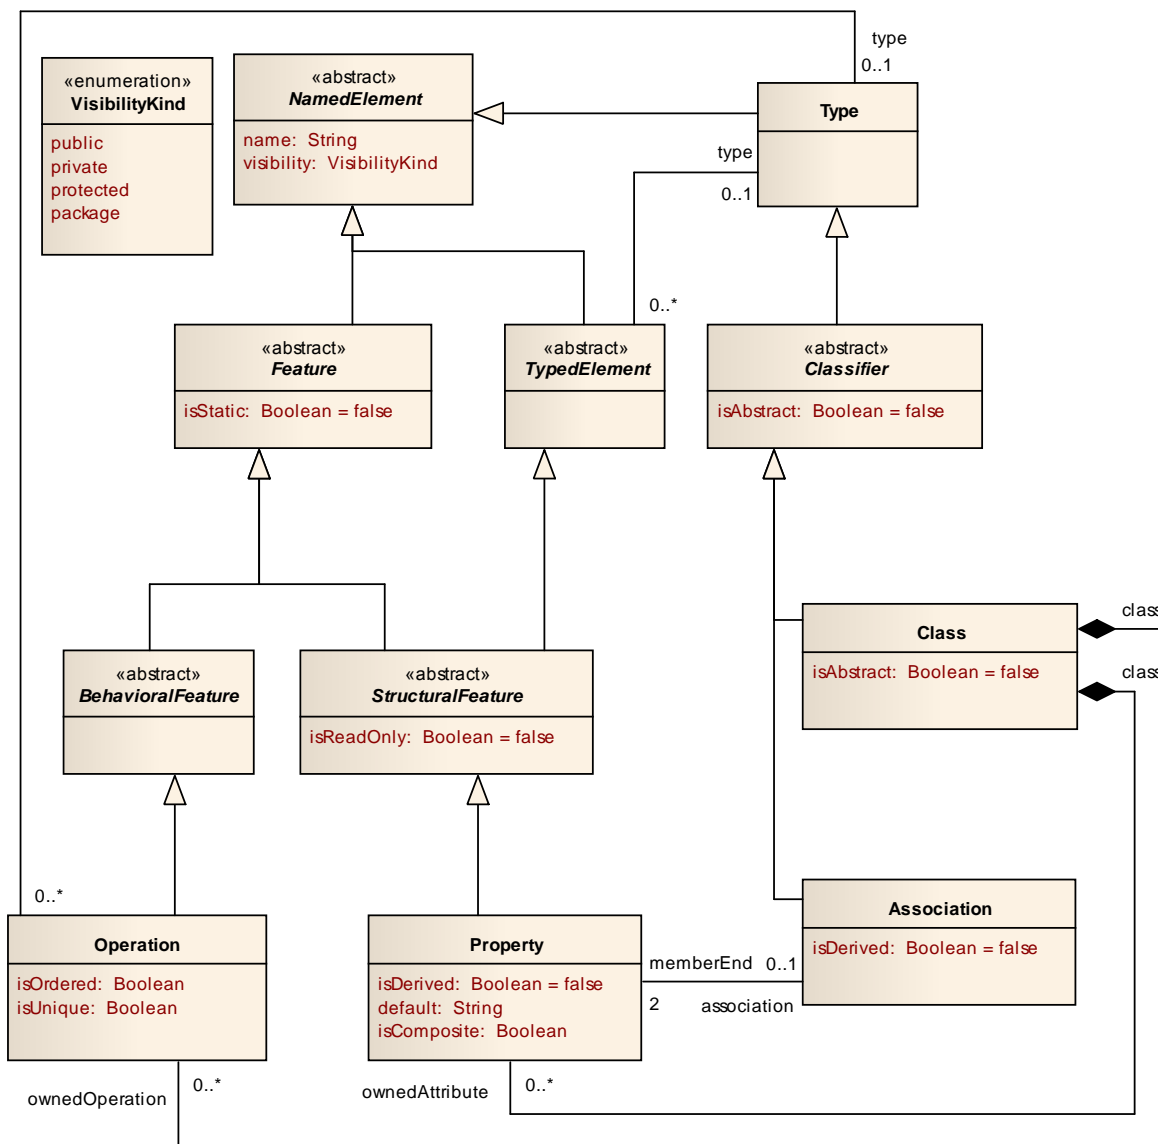 type
0..1
«enumeration»
VisibilityKind
public
private
protected
package
«abstract»
NamedElement
name: String
visibility: VisibilityKind
Type
type
0..1
0..*
«abstract»
Feature
isStatic: Boolean = false
«abstract»
TypedElement
«abstract»
Classifier
isAbstract: Boolean = false
«abstract»
BehavioralFeature
«abstract»
StructuralFeature
isReadOnly: Boolean = false
Class
isAbstract: Boolean = false
class
class
0..*
Operation
isOrdered: Boolean
isUnique: Boolean
Property
isDerived: Boolean = false
default: String
isComposite: Boolean
memberEnd
0..1
2
association
Association
isDerived: Boolean = false
ownedOperation
0..*
ownedAttribute
0..*